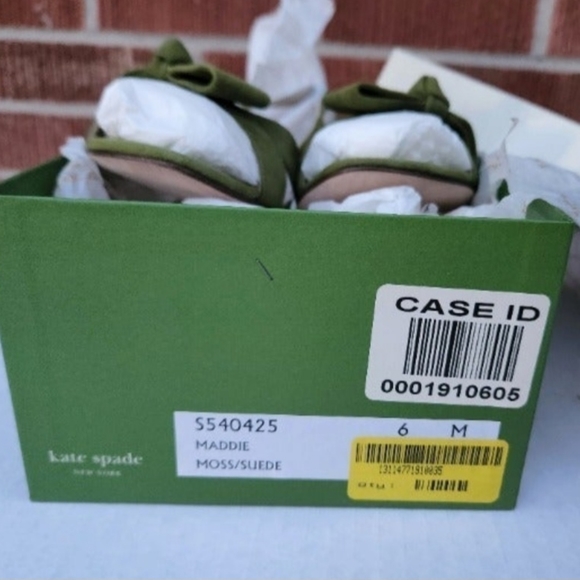 CASE ID
0001910605
S540425 6 M
MADDIE
MOSS/SUEDE
kate spade
NEW YORK